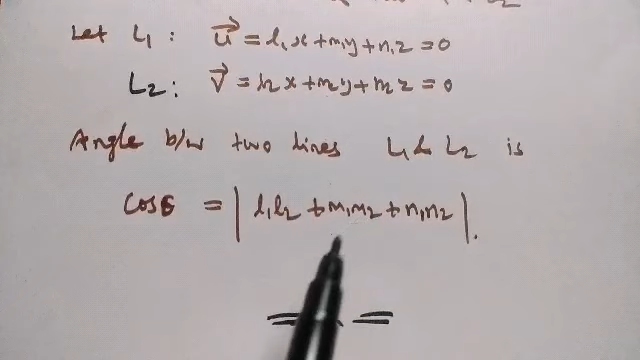 Let L₁ : u⃗ = l₁x + m₁y + n₁z = 0
L₂ : v⃗ = l₂x + m₂y + n₂z = 0
Angle b/w two lines L₁ & L₂ is
Cosθ = | l₁l₂ + m₁m₂ + n₁n₂ | .